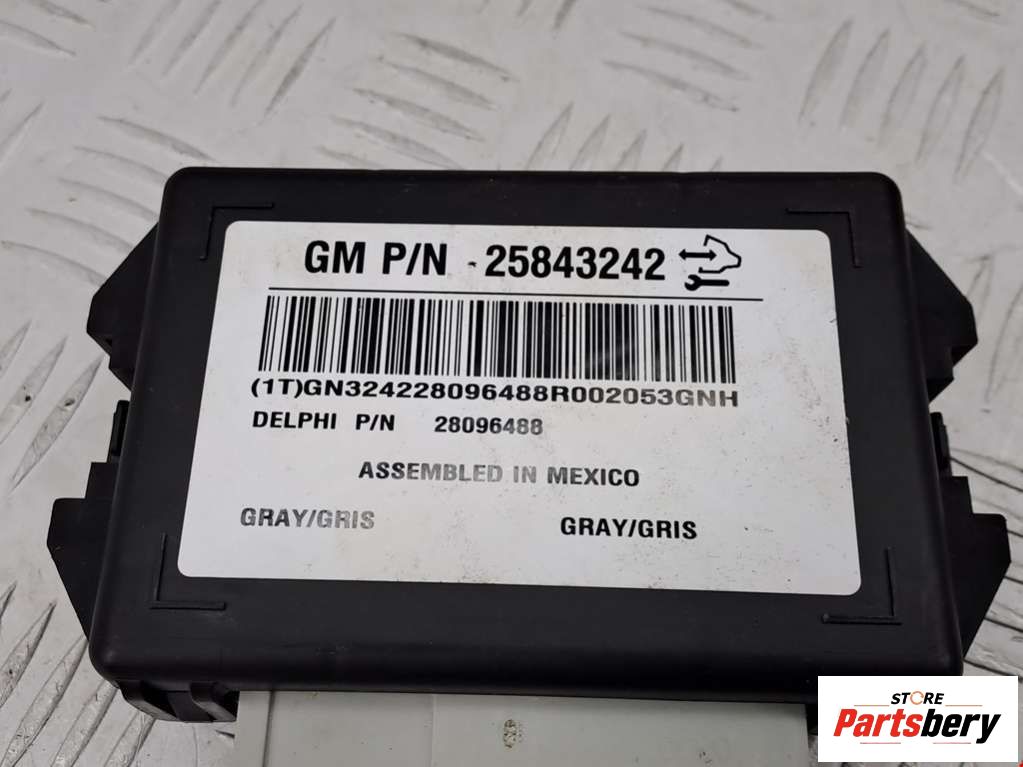 GM P/N 25843242
(1T)GN324228096488R002053GNH
DELPHI P/N 28096488
ASSEMBLED IN MEXICO
GRAY/GRIS GRAY/GRIS
STORE
Partsbery